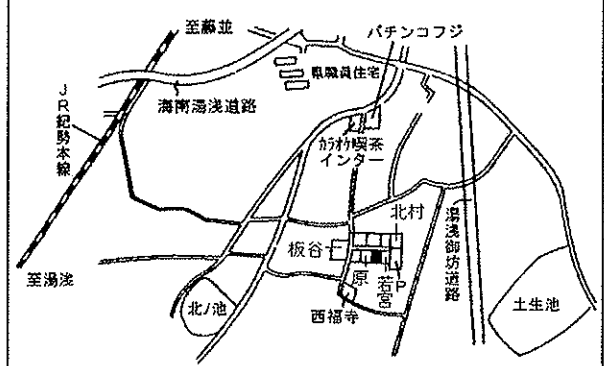 至藤並
パチンコフジ
県職員住宅
JR紀勢本線
海南湯浅道路
カラオケ喫茶
インター
北村
板谷
湯浅御坊道路
原
若宮
P
至湯浅
北ノ池
西福寺
土生池